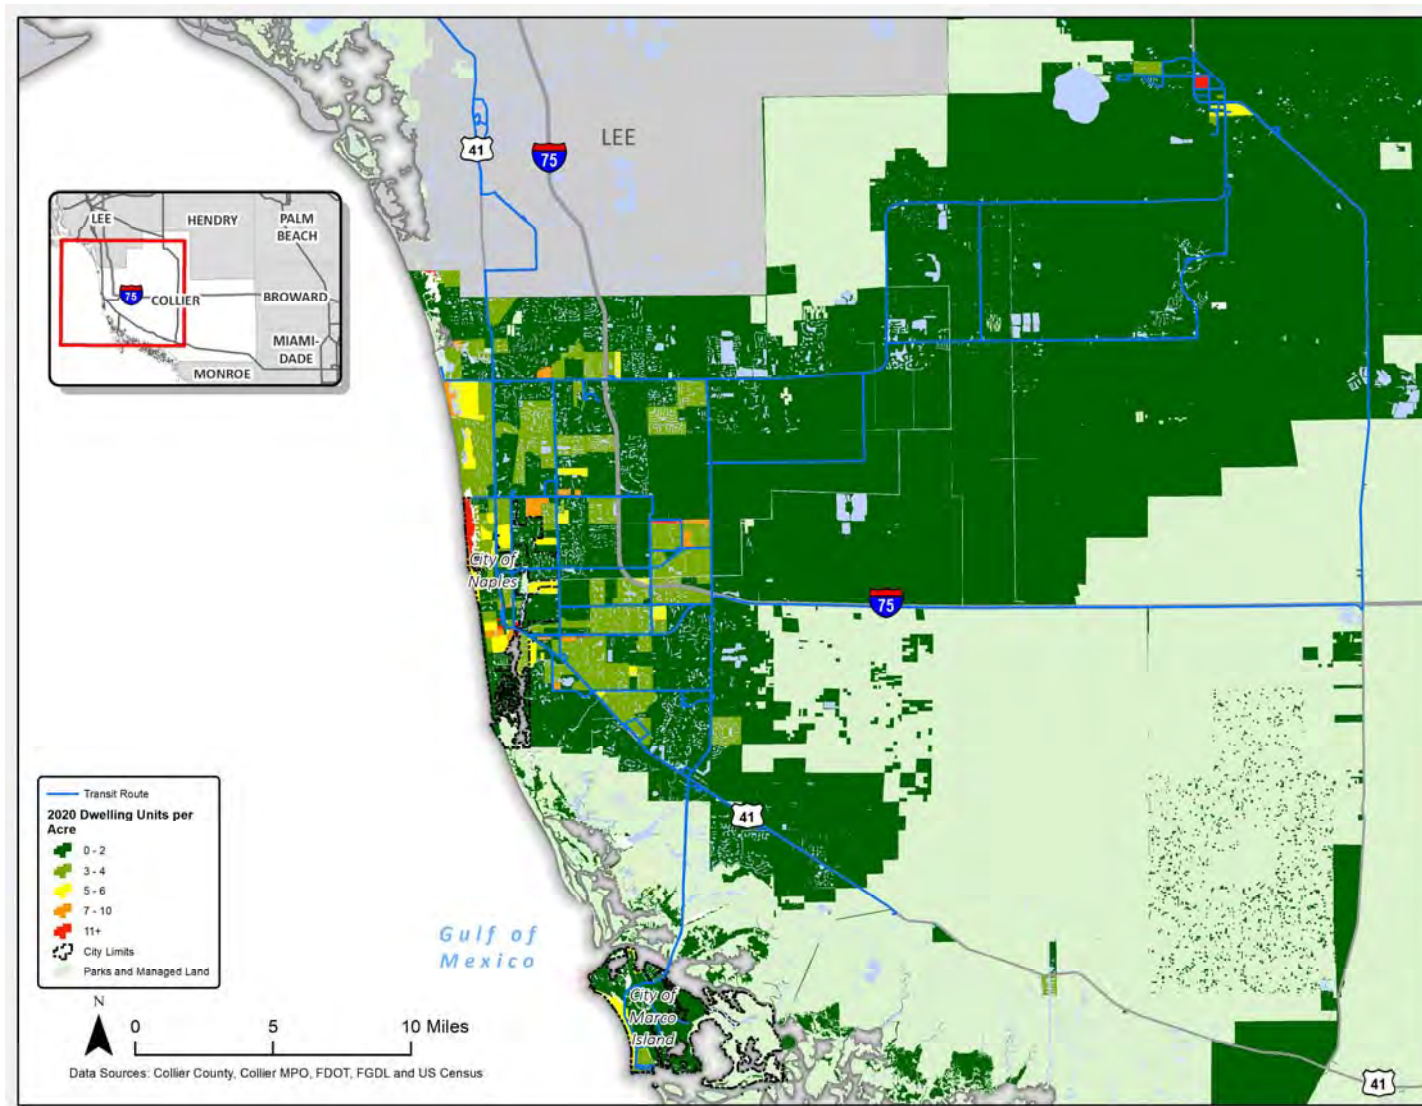 41
75
LEE
LEE
HENDRY
PALM
BEACH
75
COLLIER
BROWARD
MIAMI-
DADE
MONROE
City of
Naples
75
41
Transit Route
2020 Dwelling Units per
Acre
0 - 2
3 - 4
5 - 6
7 - 10
11+
City Limits
Parks and Managed Land
Gulf of
Mexico
City of
Marco
Island
N
0 5 10 Miles
Data Sources: Collier County, Collier MPO, FDOT, FGDL and US Census
41